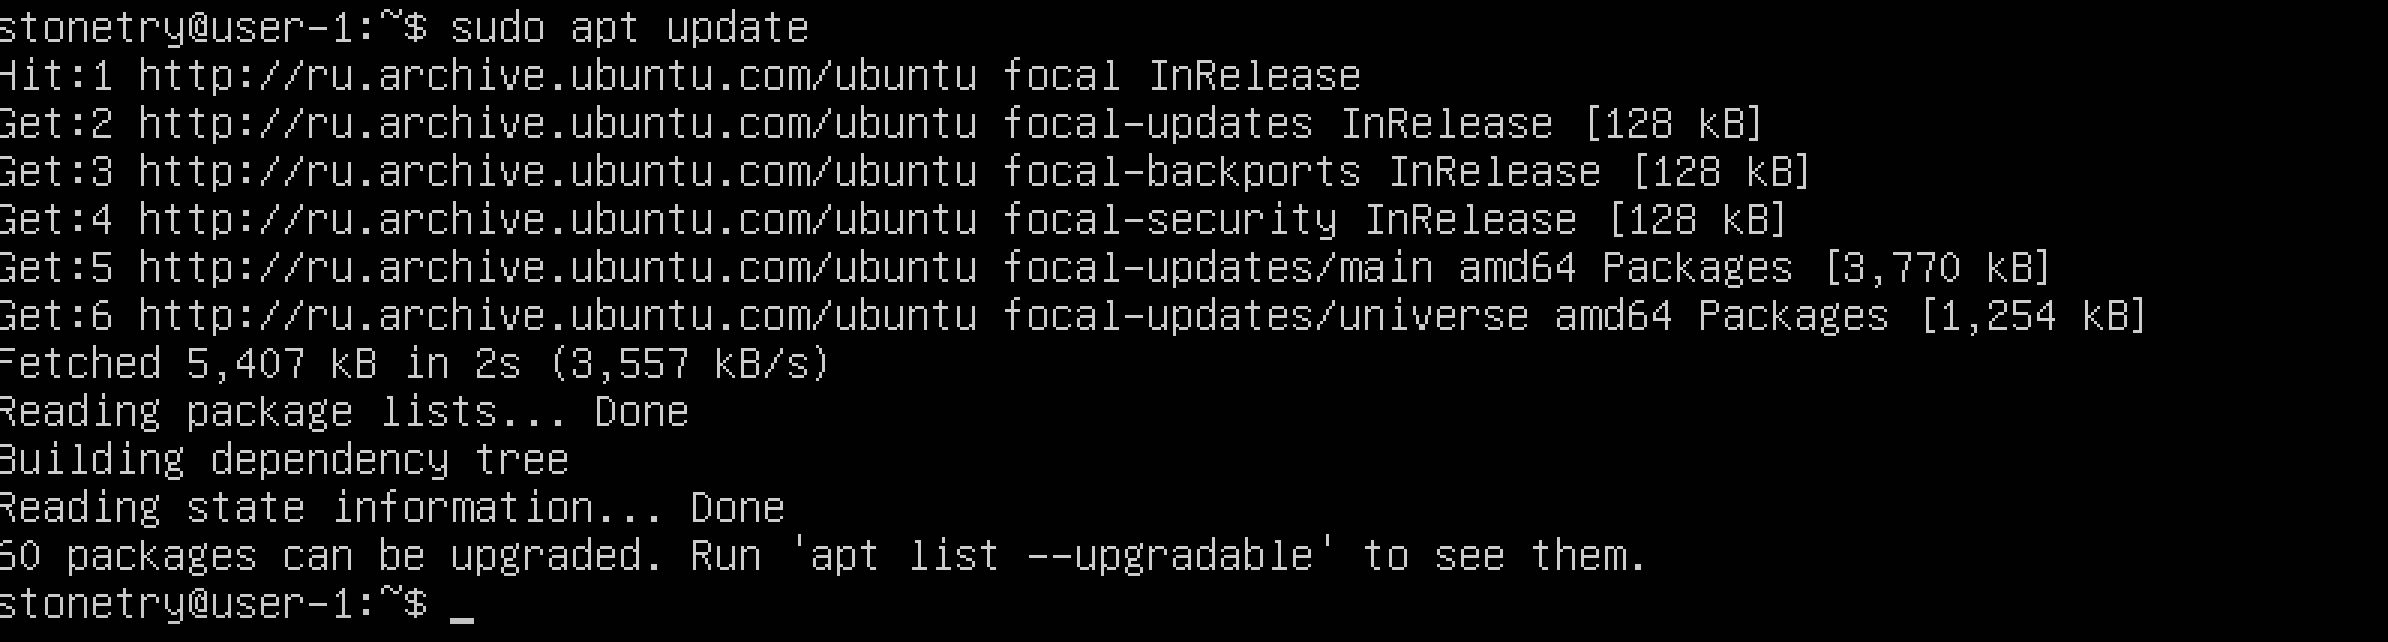 stonetry@user-1:~$ sudo apt update
Hit:1 http://ru.archive.ubuntu.com/ubuntu focal InRelease
Get:2 http://ru.archive.ubuntu.com/ubuntu focal-updates InRelease [128 kB]
Get:3 http://ru.archive.ubuntu.com/ubuntu focal-backports InRelease [128 kB]
Get:4 http://ru.archive.ubuntu.com/ubuntu focal-security InRelease [128 kB]
Get:5 http://ru.archive.ubuntu.com/ubuntu focal-updates/main amd64 Packages [3,770 kB]
Get:6 http://ru.archive.ubuntu.com/ubuntu focal-updates/universe amd64 Packages [1,254 kB]
Fetched 5,407 kB in 2s (3,557 kB/s)
Reading package lists... Done
Building dependency tree
Reading state information... Done
60 packages can be upgraded. Run 'apt list --upgradable' to see them.
stonetry@user-1:~$ _